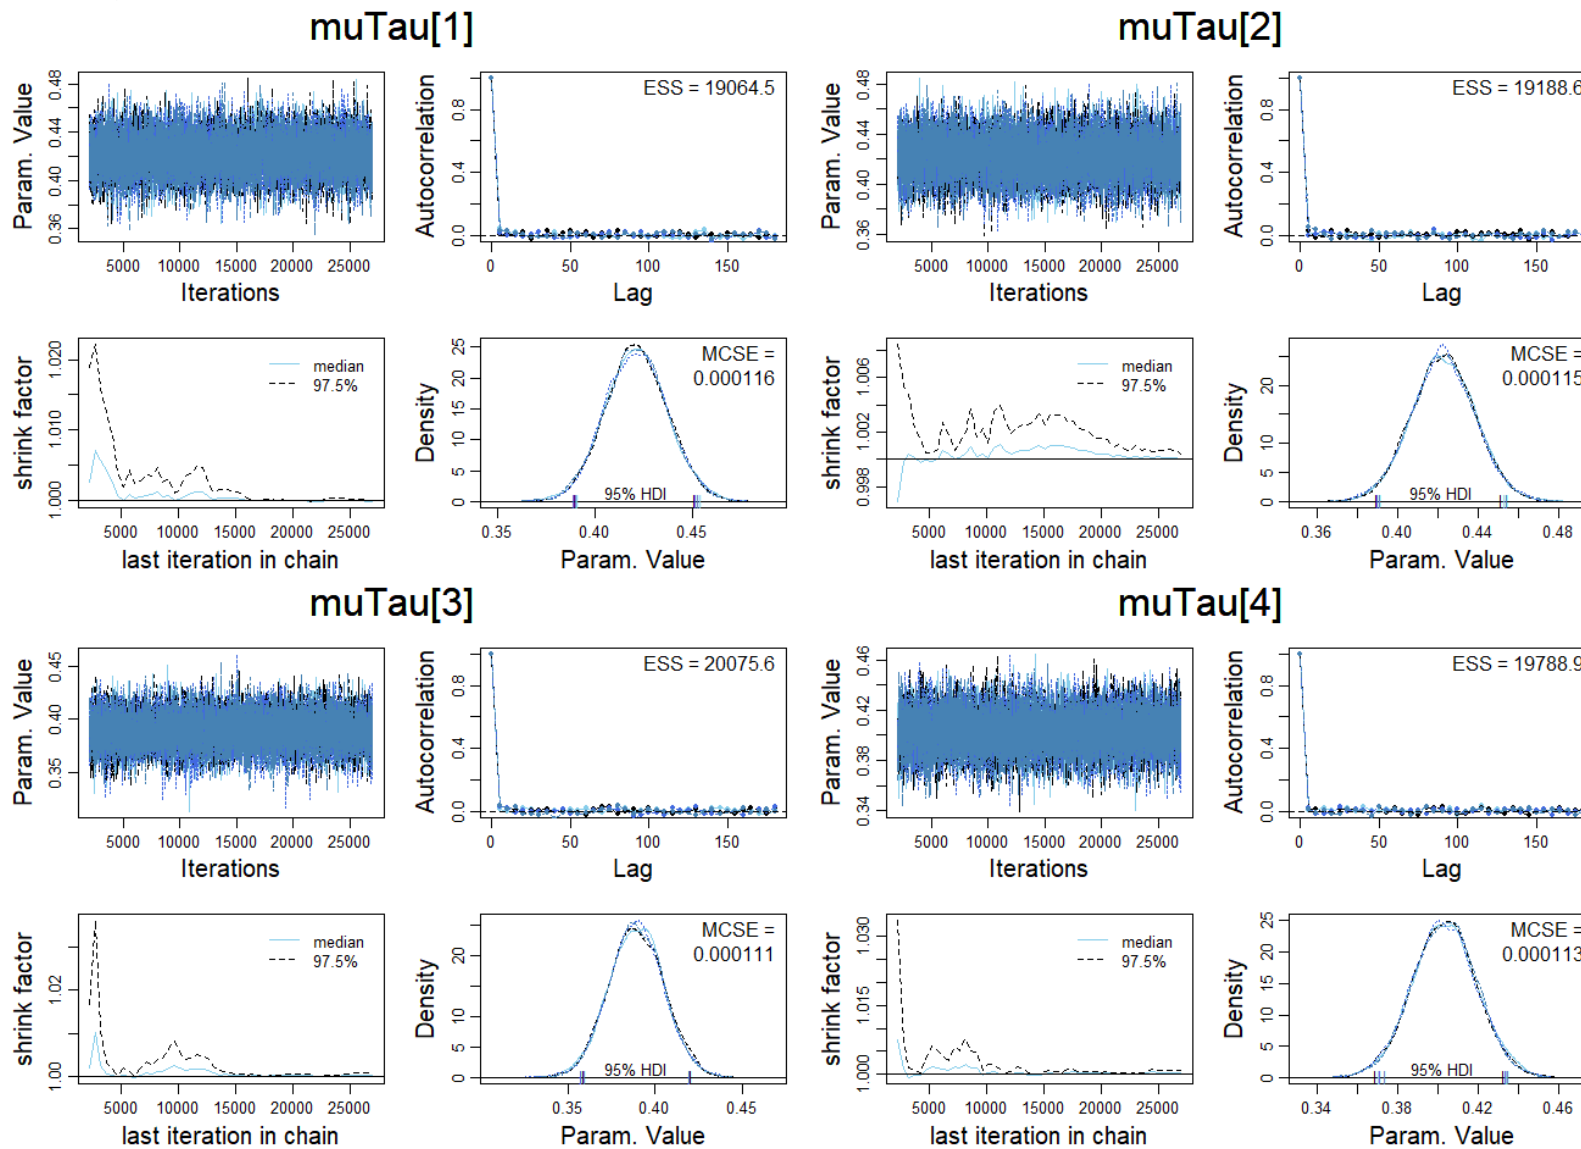 muTau[1]
muTau[2]
Param. Value
0.36 0.40 0.44 0.48
5000 10000 15000 20000 25000
Iterations
Autocorrelation
0.0 0.4 0.8
ESS = 19064.5
0 50 100 150
Lag
Param. Value
0.36 0.40 0.44 0.48
5000 10000 15000 20000 25000
Iterations
Autocorrelation
0.0 0.4 0.8
ESS = 19188.6
0 50 100 150
Lag
shrink factor
1.000 1.010 1.020
median
97.5%
5000 10000 15000 20000 25000
last iteration in chain
Density
0 5 10 15 20 25
MCSE =
0.000116
95% HDI
0.35 0.40 0.45
Param. Value
shrink factor
0.998 1.002 1.006
median
97.5%
5000 10000 15000 20000 25000
last iteration in chain
Density
0 5 10 20
MCSE =
0.000115
95% HDI
0.36 0.40 0.44 0.48
Param. Value
muTau[3]
muTau[4]
Param. Value
0.35 0.40 0.45
5000 10000 15000 20000 25000
Iterations
Autocorrelation
0.0 0.4 0.8
ESS = 20075.6
0 50 100 150
Lag
Param. Value
0.34 0.38 0.42 0.46
5000 10000 15000 20000 25000
Iterations
Autocorrelation
0.0 0.4 0.8
ESS = 19788.9
0 50 100 150
Lag
shrink factor
1.00 1.02
median
97.5%
5000 10000 15000 20000 25000
last iteration in chain
Density
0 5 10 20
MCSE =
0.000111
95% HDI
0.35 0.40 0.45
Param. Value
shrink factor
1.000 1.015 1.030
median
97.5%
5000 10000 15000 20000 25000
last iteration in chain
Density
0 5 10 15 20 25
MCSE =
0.000113
95% HDI
0.34 0.38 0.42 0.46
Param. Value